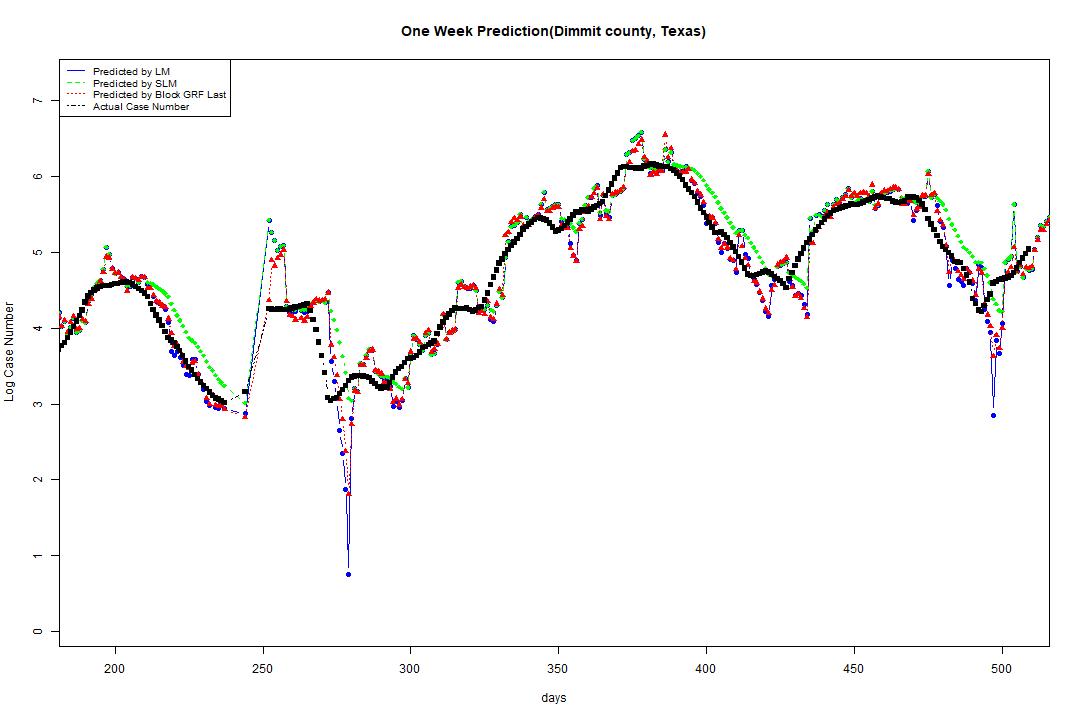 One Week Prediction(Dimmit county, Texas)
Predicted by LM
Predicted by SLM
Predicted by Block GRF Last
Actual Case Number
7
6
5
4
3
2
1
0
Log Case Number
200 250 300 350 400 450 500
days